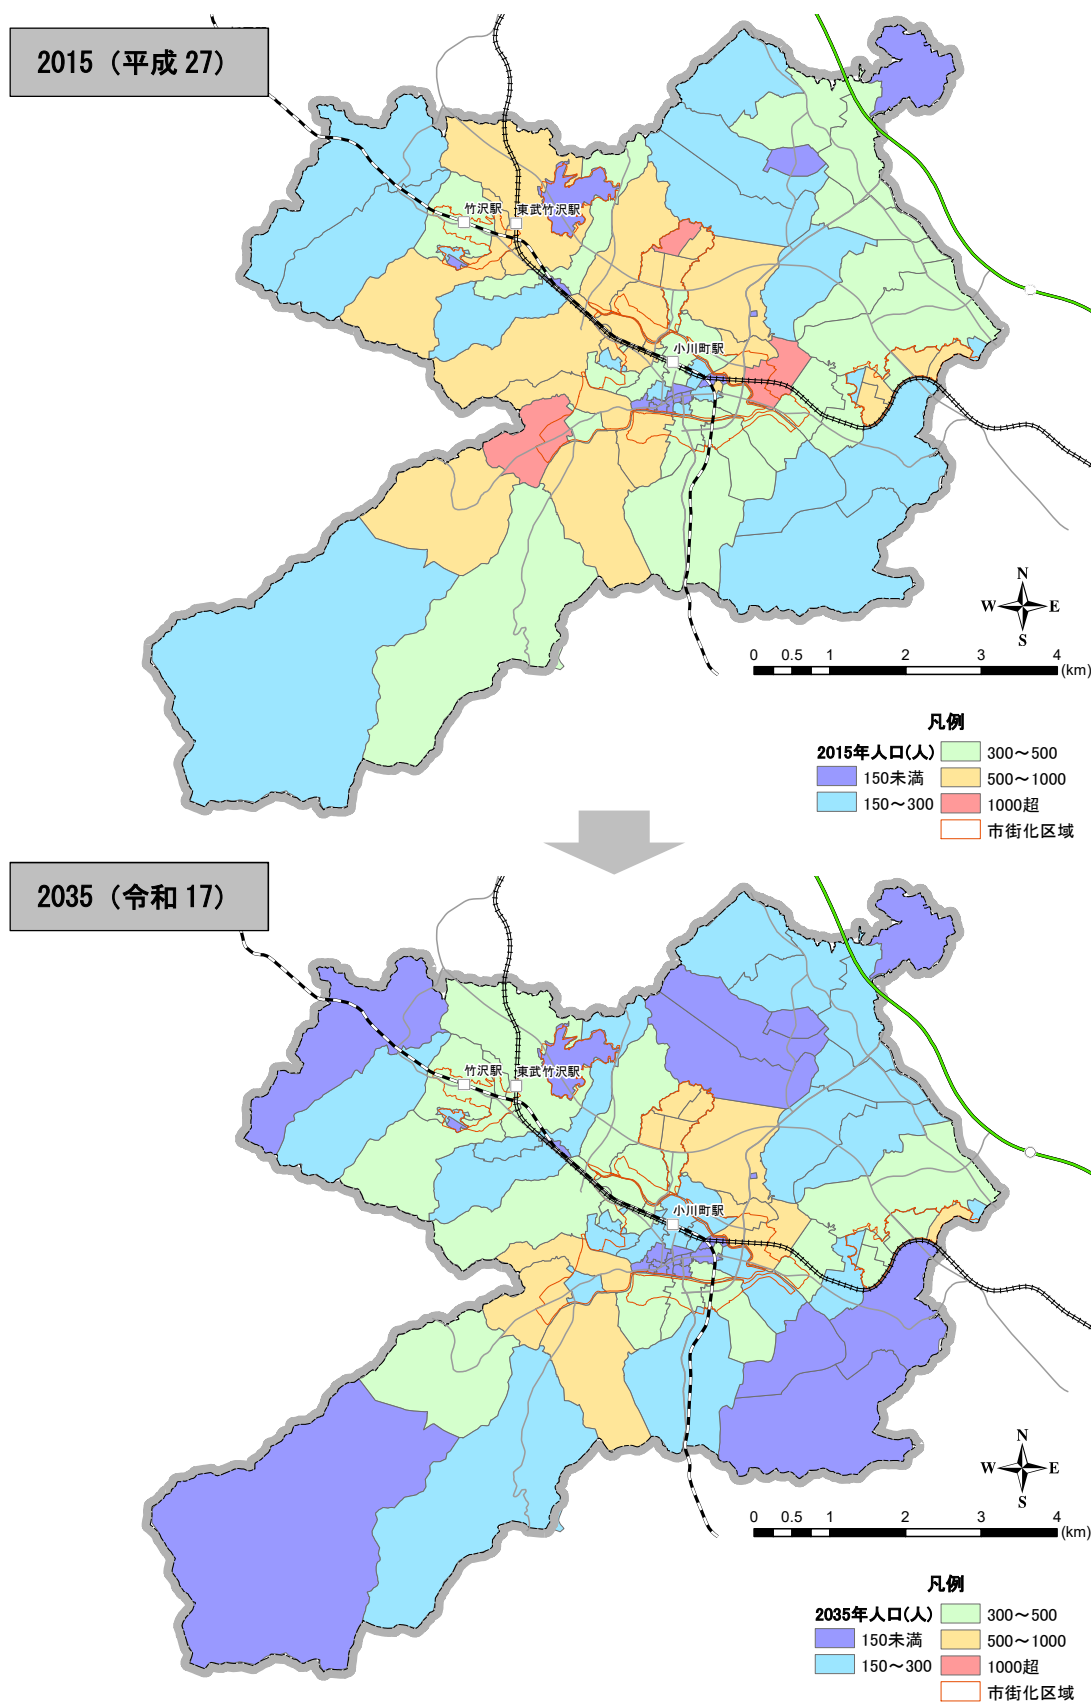 2015（平成 27）
竹沢駅
東武竹沢駅
小川町駅
N
W E
S
0 0.5 1 2 3 4
(km)
凡例
2015年人口(人)
150未満
150～300
300～500
500～1000
1000超
市街化区域
2035（令和 17）
竹沢駅
東武竹沢駅
小川町駅
N
W E
S
0 0.5 1 2 3 4
(km)
凡例
2035年人口(人)
150未満
150～300
300～500
500～1000
1000超
市街化区域